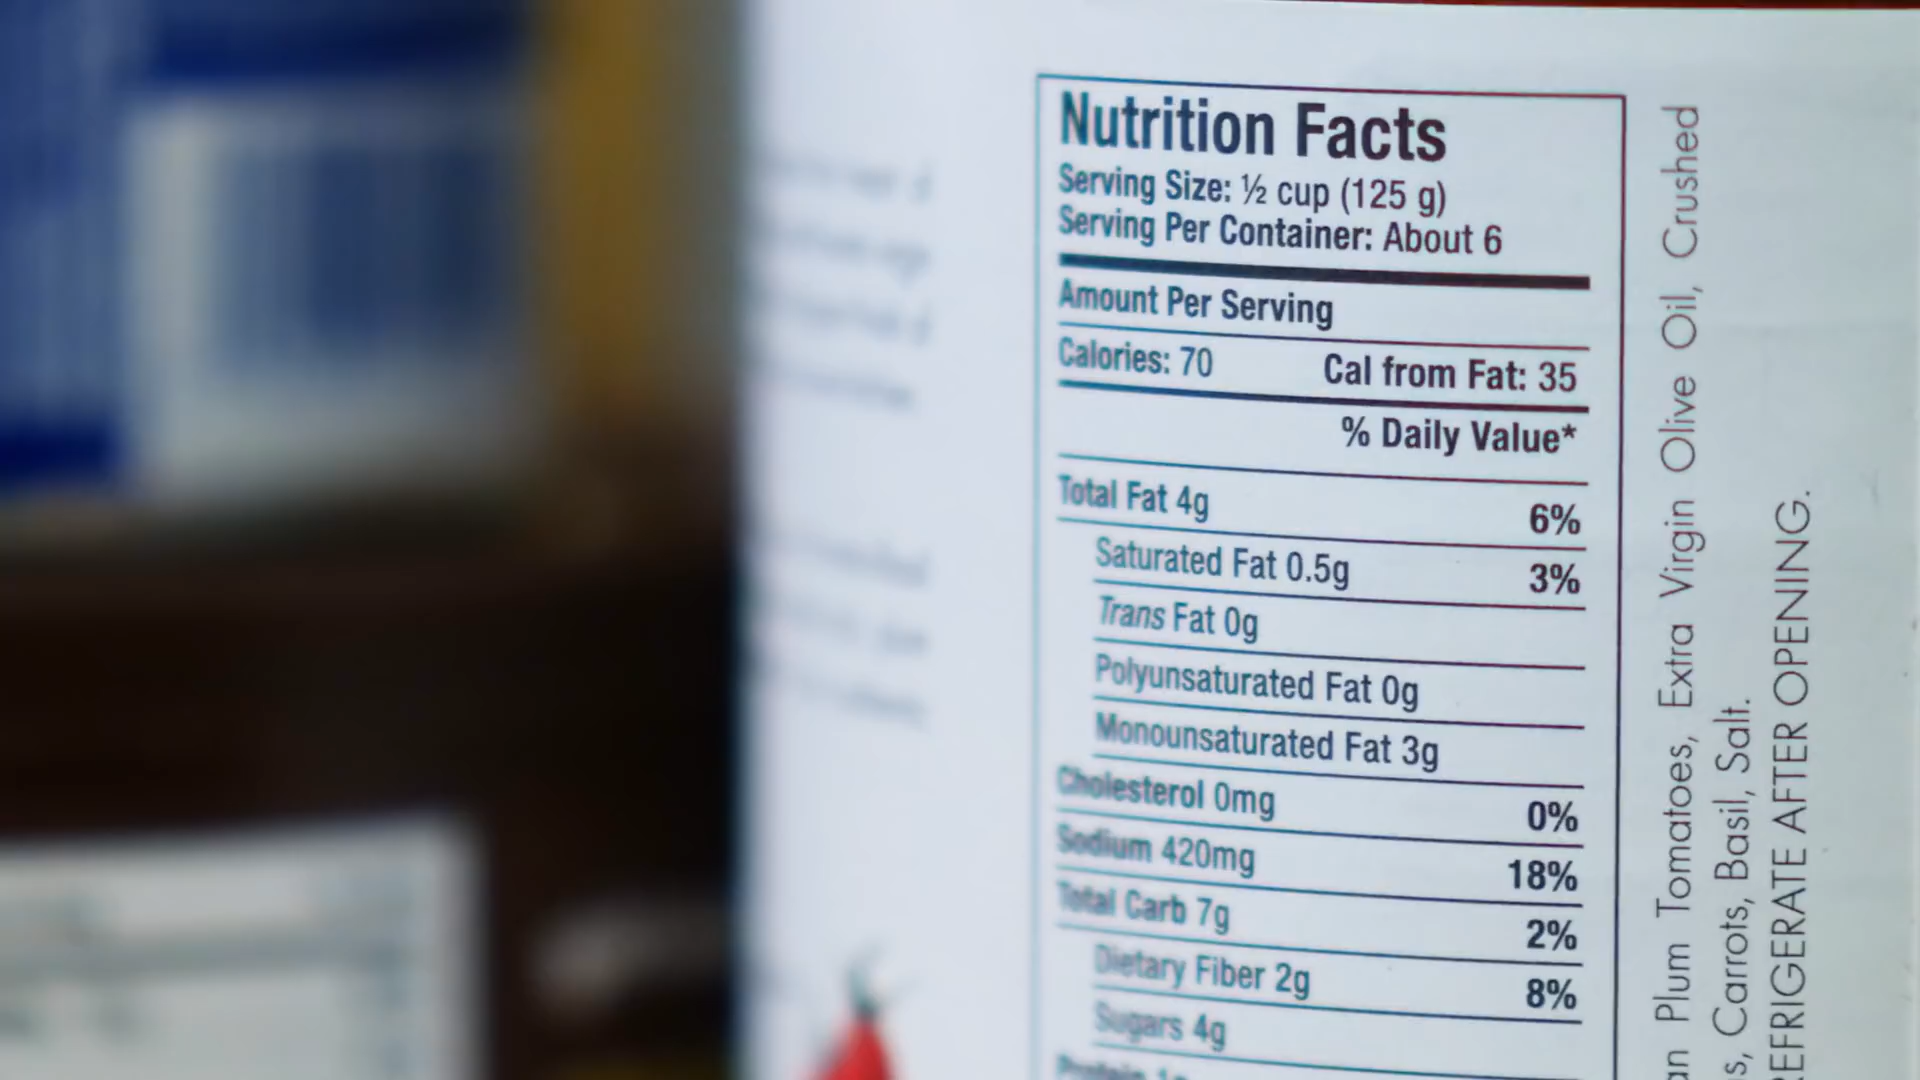 Nutrition Facts
Serving Size: ½ cup (125 g)
Serving Per Container: About 6
Amount Per Serving
Calories: 70 Cal from Fat: 35
% Daily Value*
Total Fat 4g 6%
Saturated Fat 0.5g 3%
Trans Fat 0g
Polyunsaturated Fat 0g
Monounsaturated Fat 3g
Cholesterol 0mg 0%
Sodium 420mg 18%
Total Carb 7g 2%
Dietary Fiber 2g 8%
Sugars 4g
Protein
Plum Tomatoes, Extra Virgin Olive Oil, Crushed
Carrots, Basil, Salt.
REFRIGERATE AFTER OPENING.